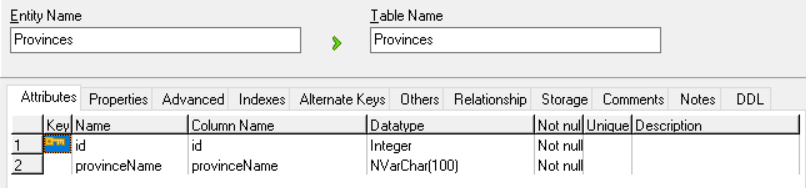 Entity Name Table Name
Provinces Provinces
Attributes Properties Advanced Indexes Alternate Keys Others Relationship Storage Comments Notes DDL
Key Name Column Name Datatype Not nul Unique Description
1 id id Integer Not null
2 provinceName provinceName NVarChar(100) Not null